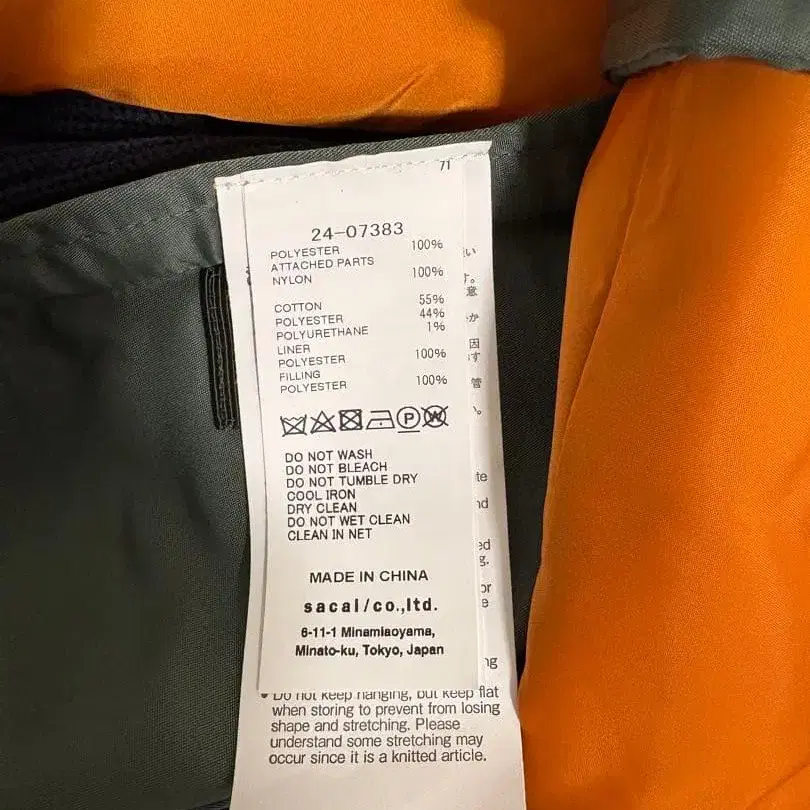 71
24-07383
POLYESTER 100%
ATTACHED PARTS
NYLON 100%
COTTON 55%
POLYESTER 44%
POLYURETHANE 1%
LINER
POLYESTER 100%
FILLING
POLYESTER 100%
P W
DO NOT WASH
DO NOT BLEACH
DO NOT TUMBLE DRY
COOL IRON
DRY CLEAN
DO NOT WET CLEAN
CLEAN IN NET
MADE IN CHINA
sacai/co.,ltd.
6-11-1 Minamiaoyama,
Minato-ku, Tokyo, Japan
• Do not keep hanging, but keep flat
when storing to prevent from losing
shape and stretching. Please
understand some stretching may
occur since it is a knitted article.